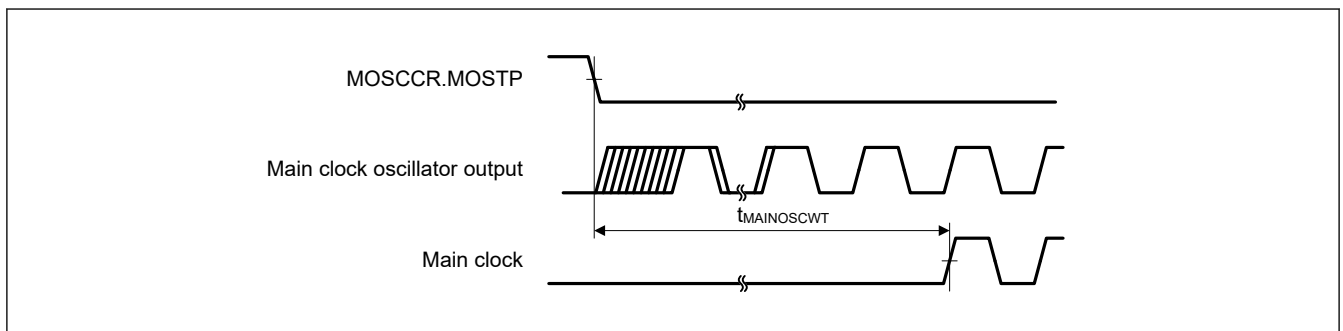 MOSCCR.MOSTP
Main clock oscillator output
tMAINOSCWT
Main clock